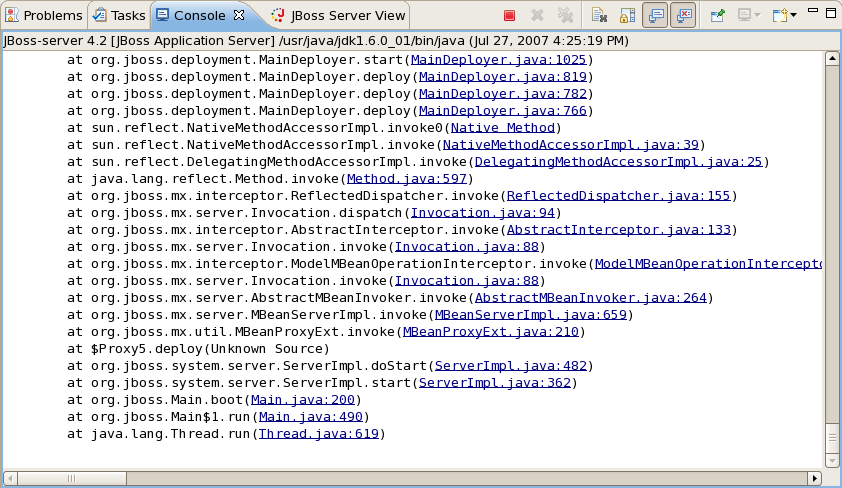 Problems Tasks Console JBoss Server View
JBoss-server 4.2 [JBoss Application Server] /usr/java/jdk1.6.0_01/bin/java (Jul 27, 2007 4:25:19 PM)
at org.jboss.deployment.MainDeployer.start(MainDeployer.java:1025)
at org.jboss.deployment.MainDeployer.deploy(MainDeployer.java:819)
at org.jboss.deployment.MainDeployer.deploy(MainDeployer.java:782)
at org.jboss.deployment.MainDeployer.deploy(MainDeployer.java:766)
at sun.reflect.NativeMethodAccessorImpl.invoke0(Native Method)
at sun.reflect.NativeMethodAccessorImpl.invoke(NativeMethodAccessorImpl.java:39)
at sun.reflect.DelegatingMethodAccessorImpl.invoke(DelegatingMethodAccessorImpl.java:25)
at java.lang.reflect.Method.invoke(Method.java:597)
at org.jboss.mx.interceptor.ReflectedDispatcher.invoke(ReflectedDispatcher.java:155)
at org.jboss.mx.server.Invocation.dispatch(Invocation.java:94)
at org.jboss.mx.interceptor.AbstractInterceptor.invoke(AbstractInterceptor.java:133)
at org.jboss.mx.server.Invocation.invoke(Invocation.java:88)
at org.jboss.mx.interceptor.ModelMBeanOperationInterceptor.invoke(ModelMBeanOperationIntercepto
at org.jboss.mx.server.Invocation.invoke(Invocation.java:88)
at org.jboss.mx.server.AbstractMBeanInvoker.invoke(AbstractMBeanInvoker.java:264)
at org.jboss.mx.server.MBeanServerImpl.invoke(MBeanServerImpl.java:659)
at org.jboss.mx.util.MBeanProxyExt.invoke(MBeanProxyExt.java:210)
at $Proxy5.deploy(Unknown Source)
at org.jboss.system.server.ServerImpl.doStart(ServerImpl.java:482)
at org.jboss.system.server.ServerImpl.start(ServerImpl.java:362)
at org.jboss.Main.boot(Main.java:200)
at org.jboss.Main$1.run(Main.java:490)
at java.lang.Thread.run(Thread.java:619)